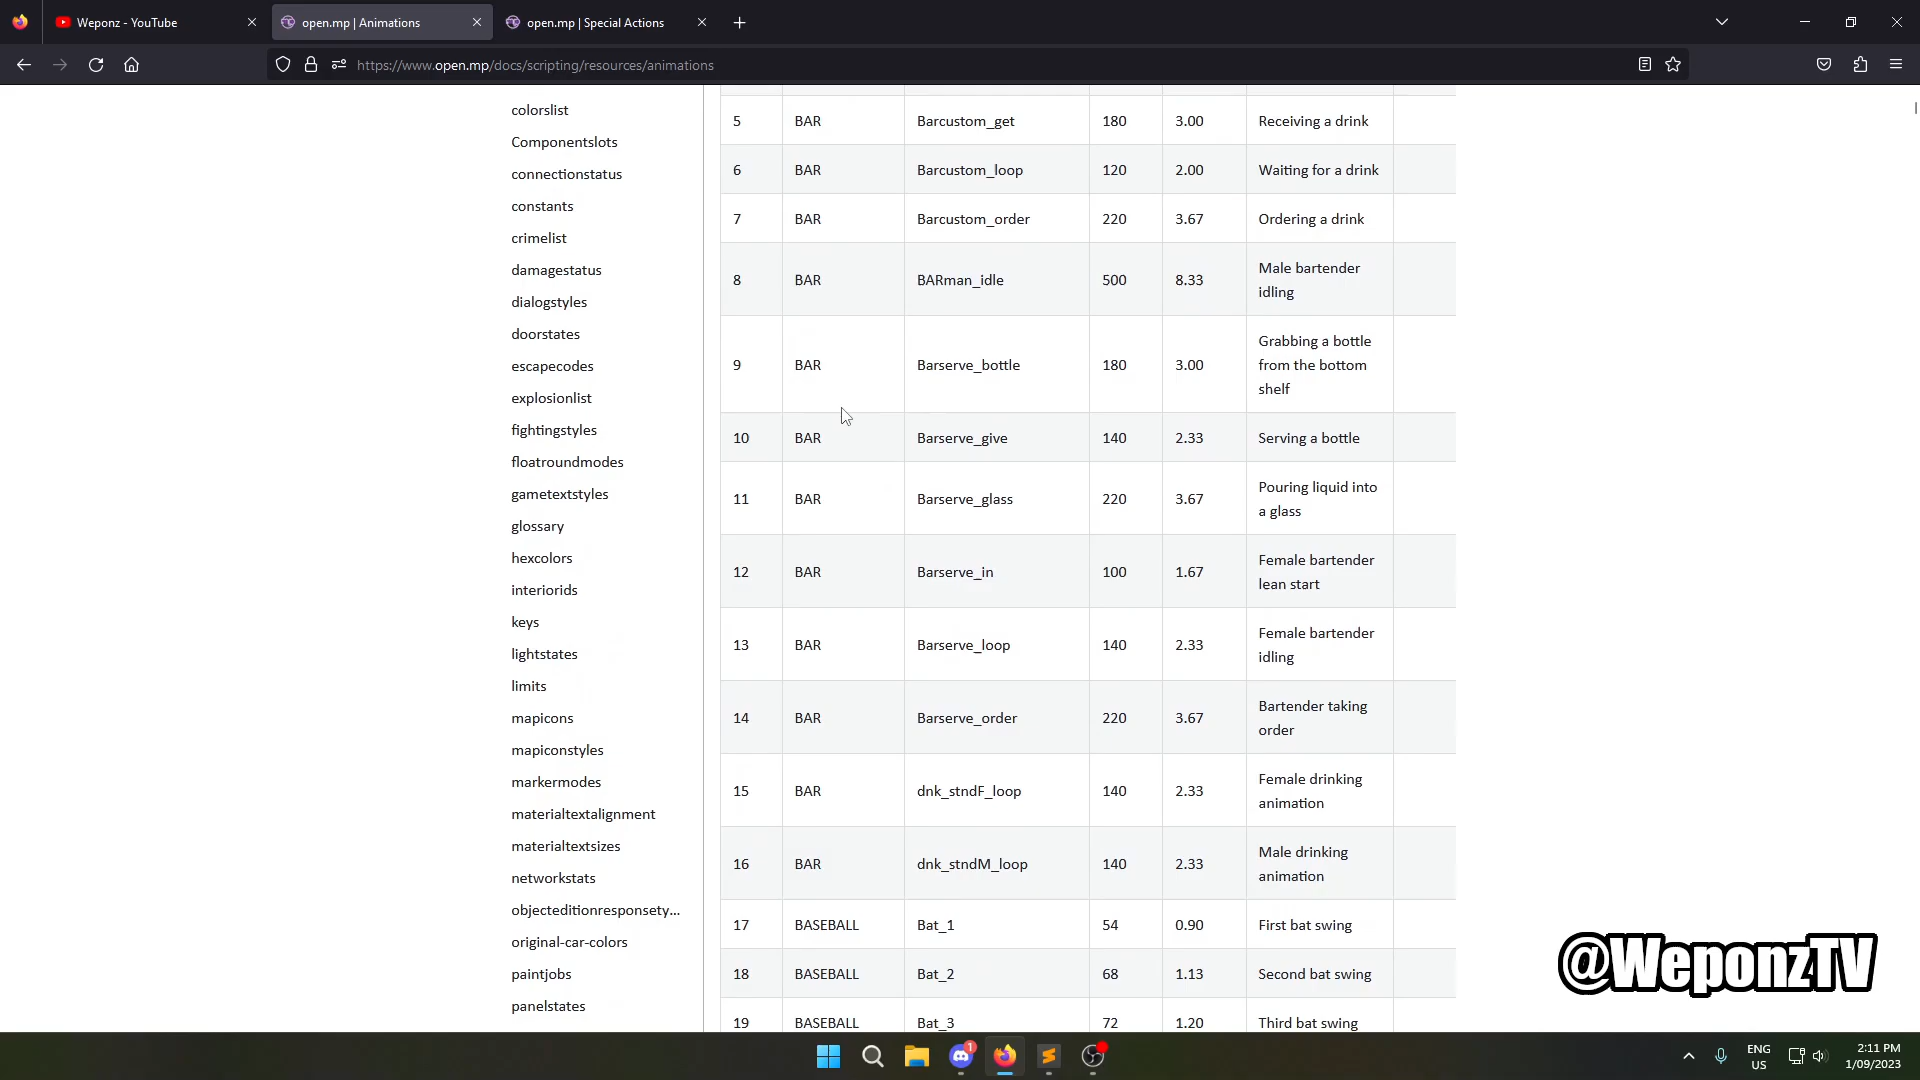 Weponz - YouTube
open.mp | Animations
open.mp | Special Actions
https://www.open.mp/docs/scripting/resources/animations
colorslist
Componentslots
connectionstatus
constants
crimelist
damagestatus
dialogstyles
doorstates
escapecodes
explosionlist
fightingstyles
floatroundmodes
gametextstyles
glossary
hexcolors
interiorids
keys
lightstates
limits
mapicons
mapiconstyles
markermodes
materialtextalignment
materialtextsizes
networkstats
objecteditionresponsety...
original-car-colors
paintjobs
panelstates
5 BAR Barcustom_get 180 3.00 Receiving a drink
6 BAR Barcustom_loop 120 2.00 Waiting for a drink
7 BAR Barcustom_order 220 3.67 Ordering a drink
8 BAR BARman_idle 500 8.33 Male bartender
idling
9 BAR Barserve_bottle 180 3.00 Grabbing a bottle
from the bottom
shelf
10 BAR Barserve_give 140 2.33 Serving a bottle
11 BAR Barserve_glass 220 3.67 Pouring liquid into
a glass
12 BAR Barserve_in 100 1.67 Female bartender
lean start
13 BAR Barserve_loop 140 2.33 Female bartender
idling
14 BAR Barserve_order 220 3.67 Bartender taking
order
15 BAR dnk_stndF_loop 140 2.33 Female drinking
animation
16 BAR dnk_stndM_loop 140 2.33 Male drinking
animation
17 BASEBALL Bat_1 54 0.90 First bat swing
18 BASEBALL Bat_2 68 1.13 Second bat swing
19 BASEBALL Bat_3 72 1.20 Third bat swing
@WeponzTV
1
ENG
US
2:11 PM
1/09/2023